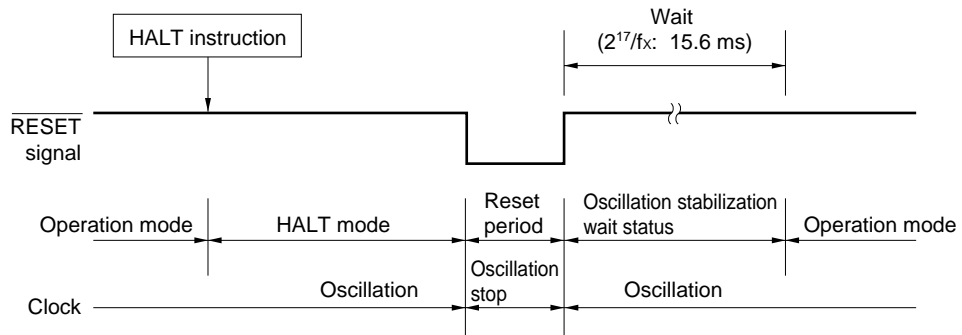 Wait
(2¹⁷/fx: 15.6 ms)
HALT instruction
RESET
signal
Operation mode
HALT mode
Reset
period
Oscillation stabilization
wait status
Operation mode
Clock
Oscillation
Oscillation
stop
Oscillation